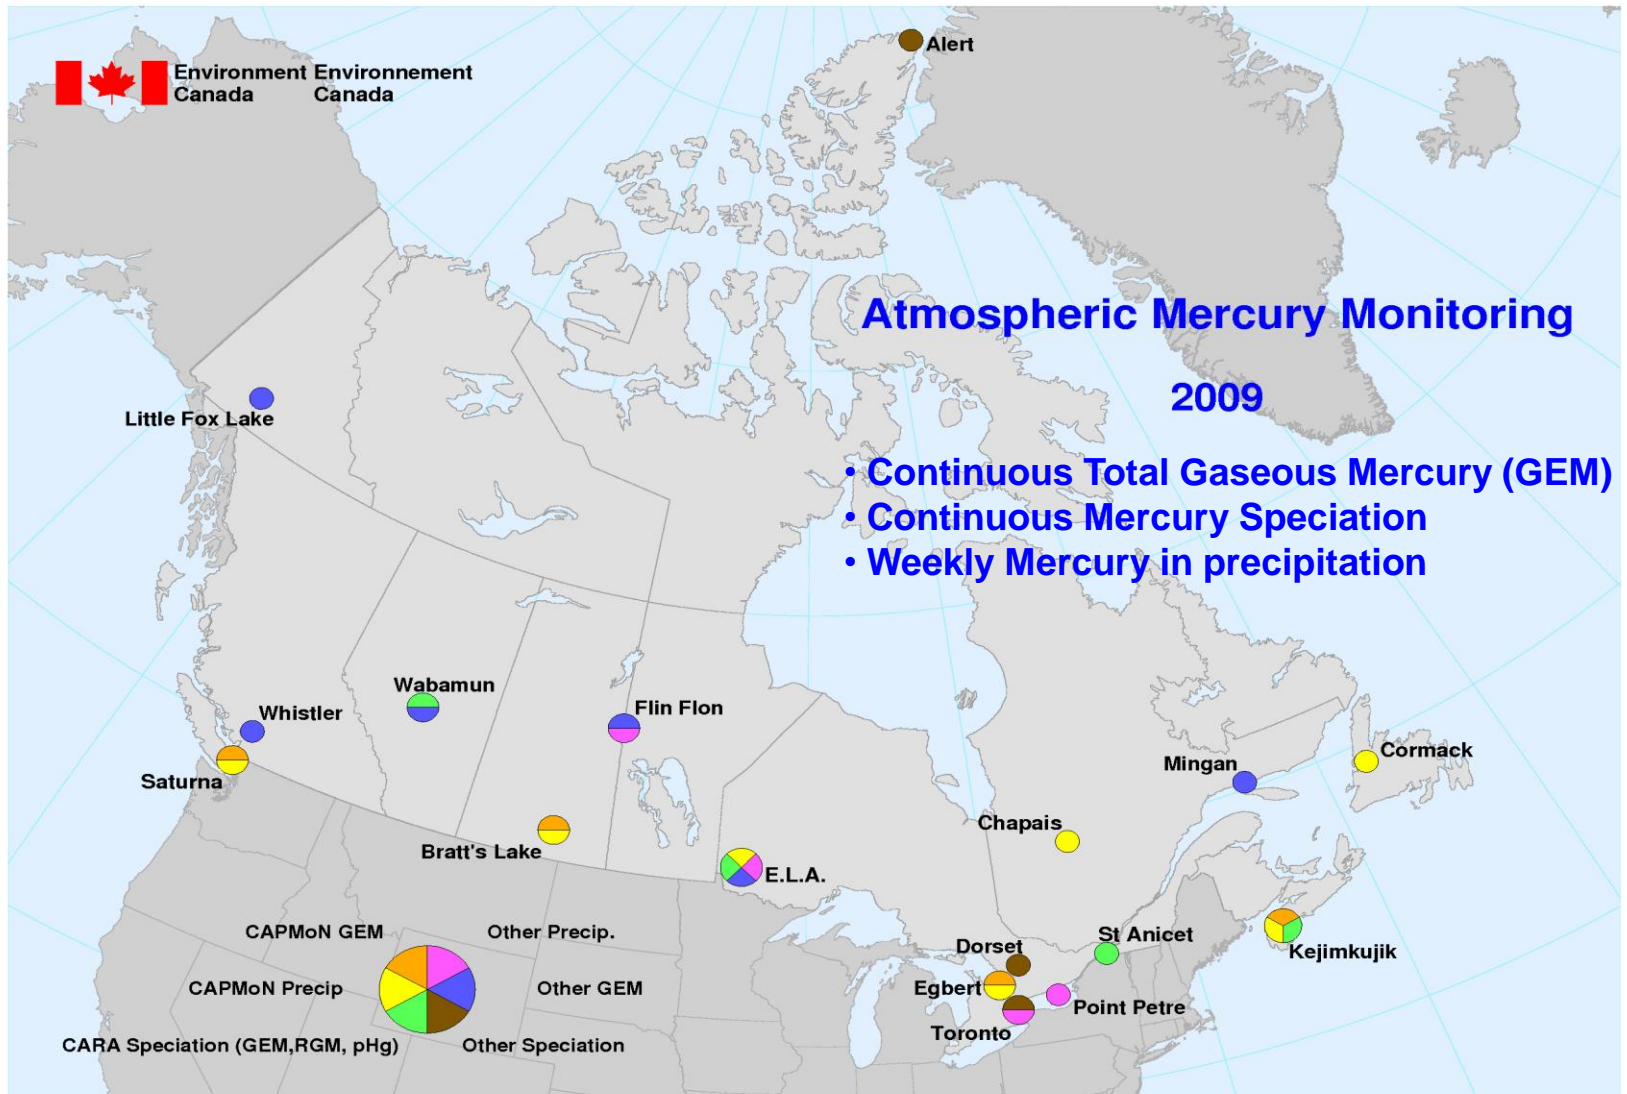 Environment Environnement
Canada Canada
Alert
Atmospheric Mercury Monitoring
2009
• Continuous Total Gaseous Mercury (GEM)
• Continuous Mercury Speciation
• Weekly Mercury in precipitation
Little Fox Lake
Wabamun
Whistler
Flin Flon
Saturna
Mingan
Cormack
Chapais
Bratt's Lake
E.L.A.
St Anicet
Dorset
Kejimkujik
Egbert
Point Petre
Toronto
CAPMoN GEM
Other Precip.
CAPMoN Precip
Other GEM
CARA Speciation (GEM,RGM, pHg)
Other Speciation